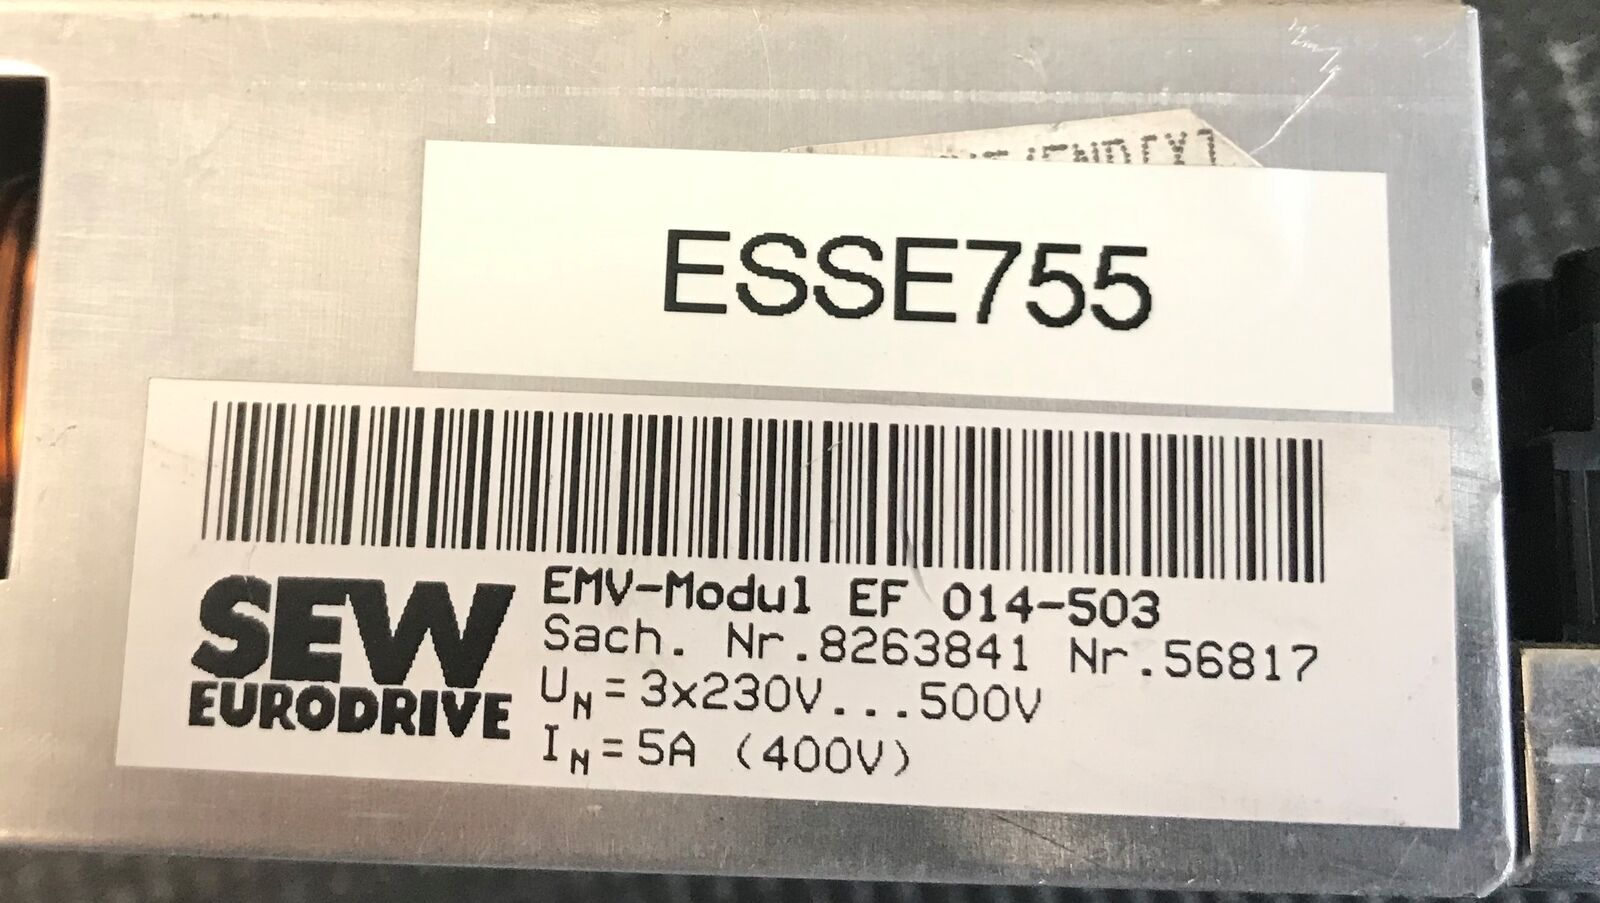 ESSE755
SEW
EURODRIVE
EMV-Modul EF 014-503
Sach. Nr.8263841 Nr.56817
UN=3x230V...500V
IN=5A (400V)